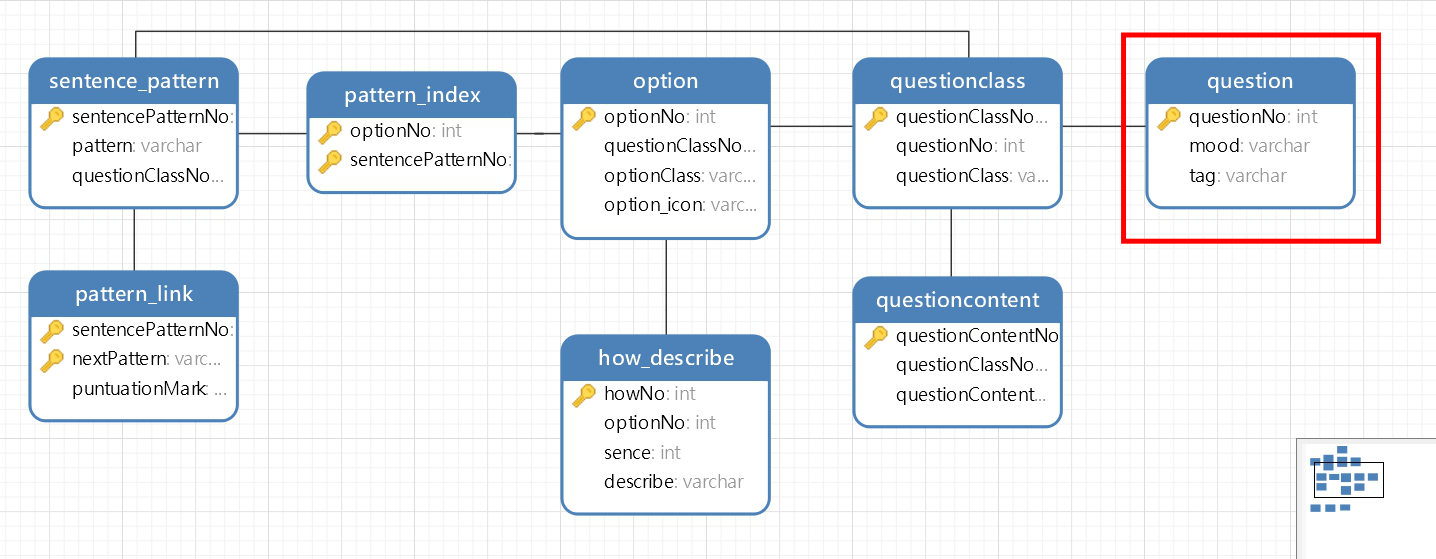 sentence_pattern
sentencePatternNo:
pattern: varchar
questionClassNo...
pattern_index
optionNo: int
sentencePatternNo:
option
optionNo: int
questionClassNo...
optionClass: varc...
option_icon: varc...
questionclass
questionClassNo...
questionNo: int
questionClass: va...
question
questionNo: int
mood: varchar
tag: varchar
pattern_link
sentencePatternNo:
nextPattern: varc...
puntuationMark: ...
how_describe
howNo: int
optionNo: int
sence: int
describe: varchar
questioncontent
questionContentNo
questionClassNo...
questionContent...